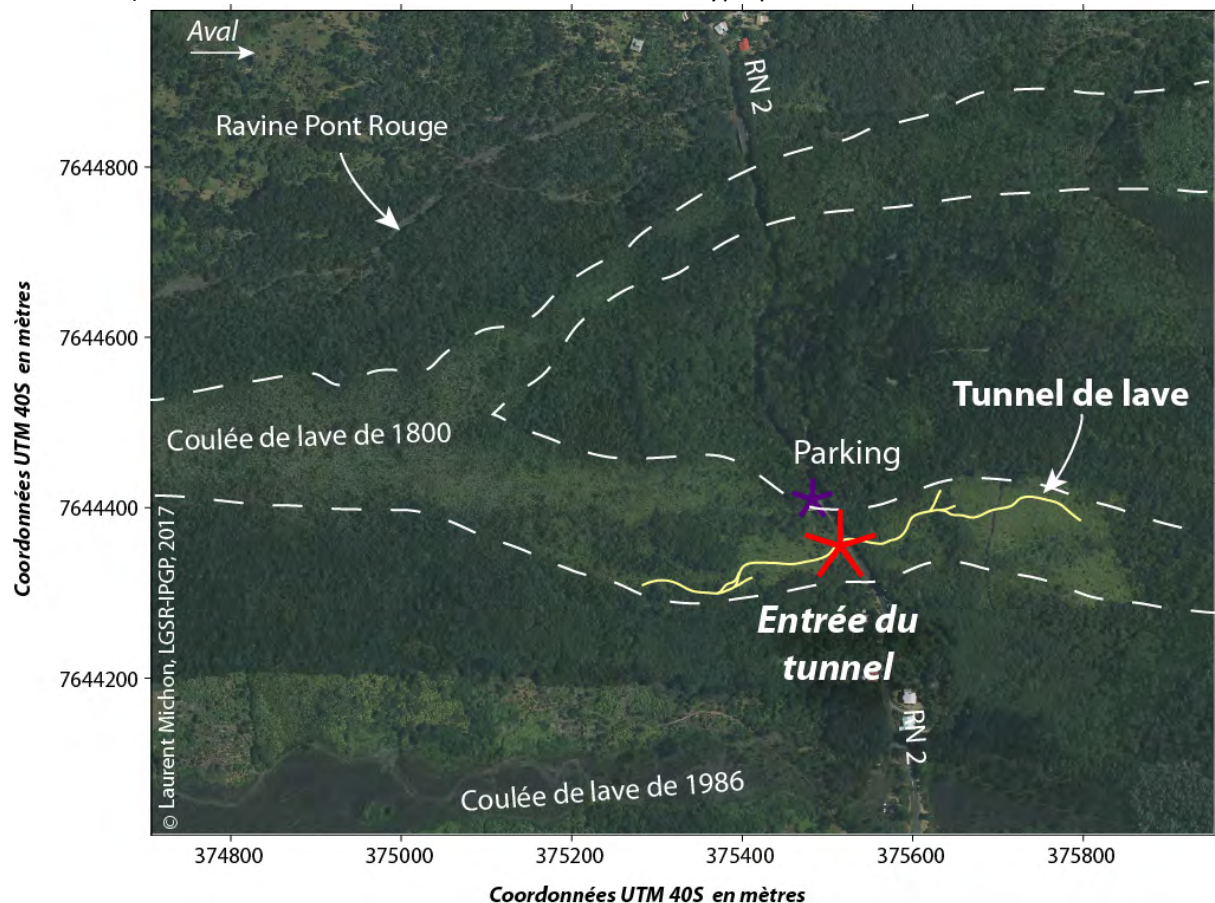 Aval
RN 2
Ravine Pont Rouge
7644800
7644600
Tunnel de lave
Coulée de lave de 1800
Parking
7644400
Entrée du
tunnel
7644200
RN 2
Coulée de lave de 1986
© Laurent Michon, LGSR-IPGP, 2017
Coordonnées UTM 40S en mètres
374800
375000
375200
375400
375600
375800
Coordonnées UTM 40S en mètres